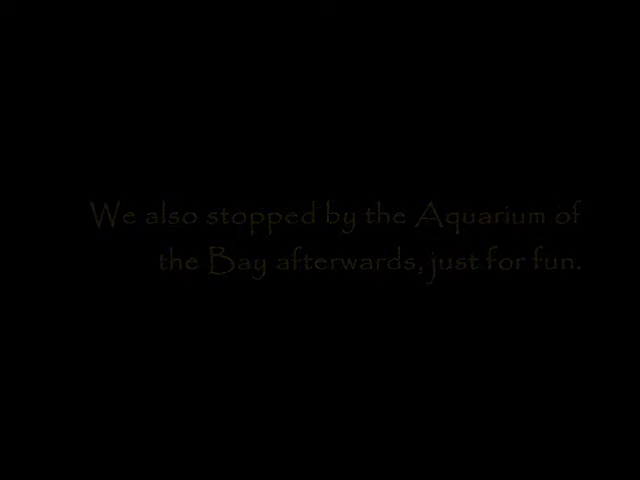 We also stopped by the Aquarium of
the Bay afterwards, just for fun.